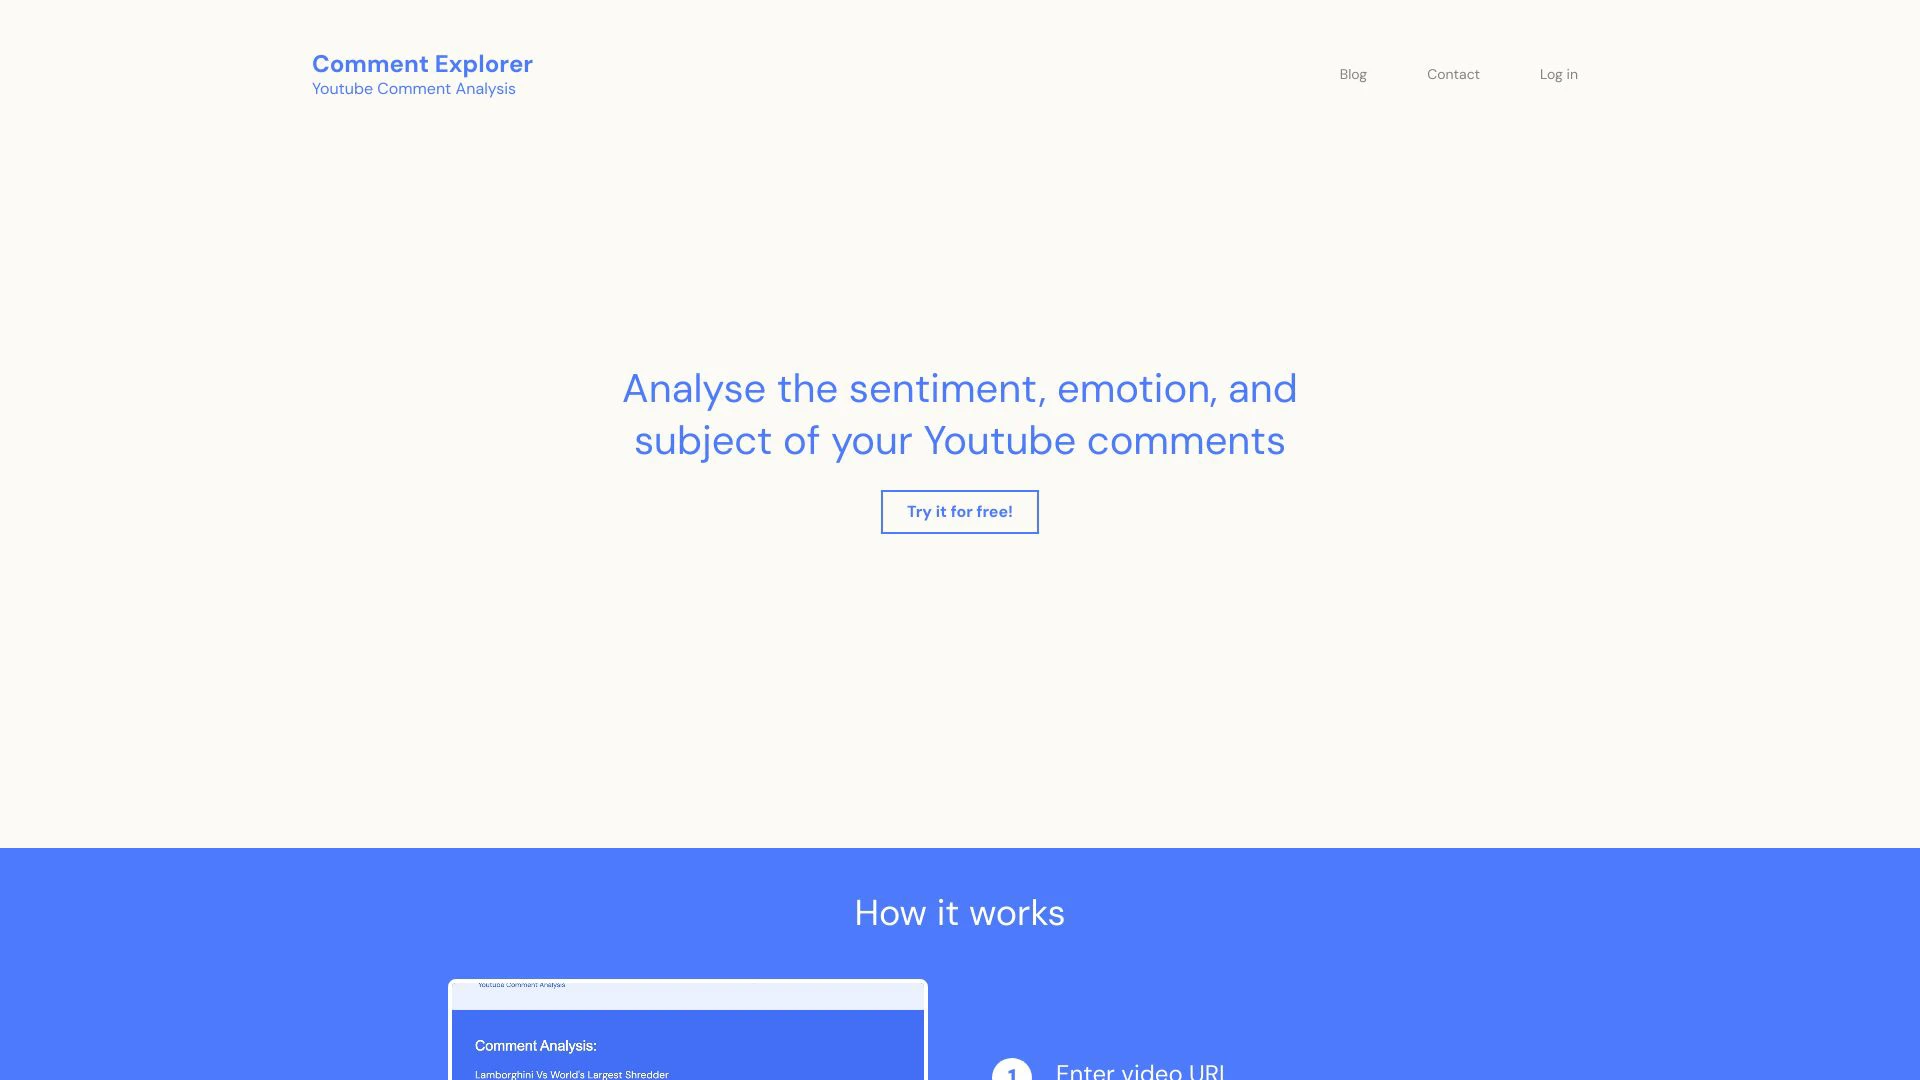 Comment Explorer
Youtube Comment Analysis
Blog
Contact
Log in
Analyse the sentiment, emotion, and
subject of your Youtube comments
Try it for free!
How it works
Youtube Comment Analysis
Comment Analysis:
Lamborghini Vs World's Largest Shredder
1
Enter video URL